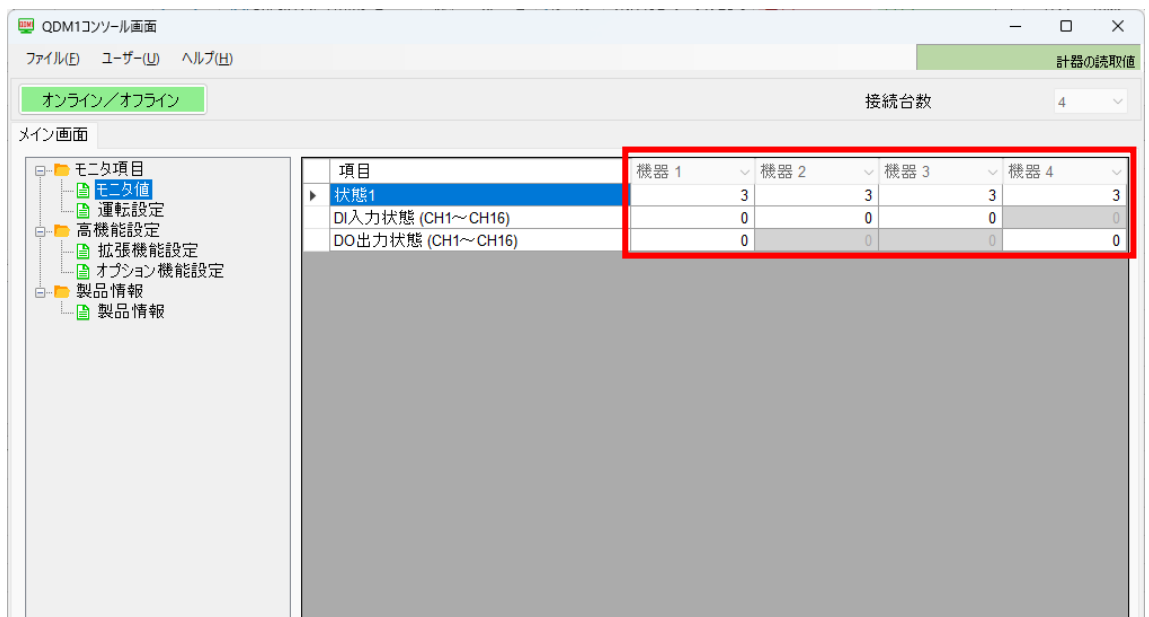 QDM1コンソール画面
ファイル(F) ユーザー(U) ヘルプ(H)
計器の読取値
オンライン／オフライン 接続台数 4
メイン画面
モニタ項目
モニタ値
運転設定
高機能設定
拡張機能設定
オプション機能設定
製品情報
製品情報
項目 機器 1 機器 2 機器 3 機器 4
状態1 3 3 3 3
DI入力状態 (CH1～CH16) 0 0 0 0
DO出力状態 (CH1～CH16) 0 0 0 0